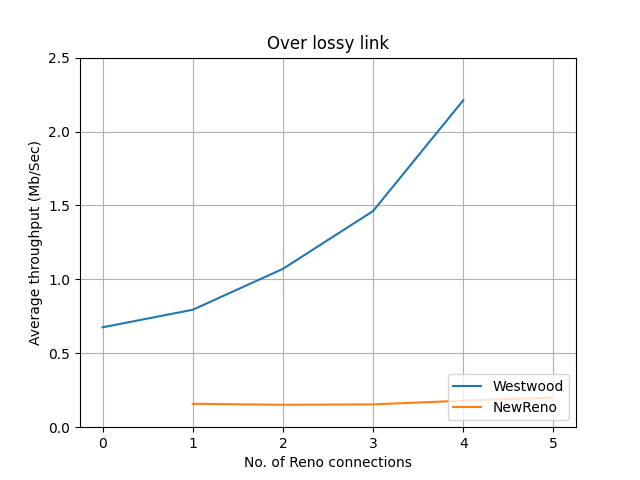 Over lossy link
Average throughput (Mb/Sec)
2.5
2.0
1.5
1.0
0.5
0.0
0 1 2 3 4 5
No. of Reno connections
Westwood
NewReno